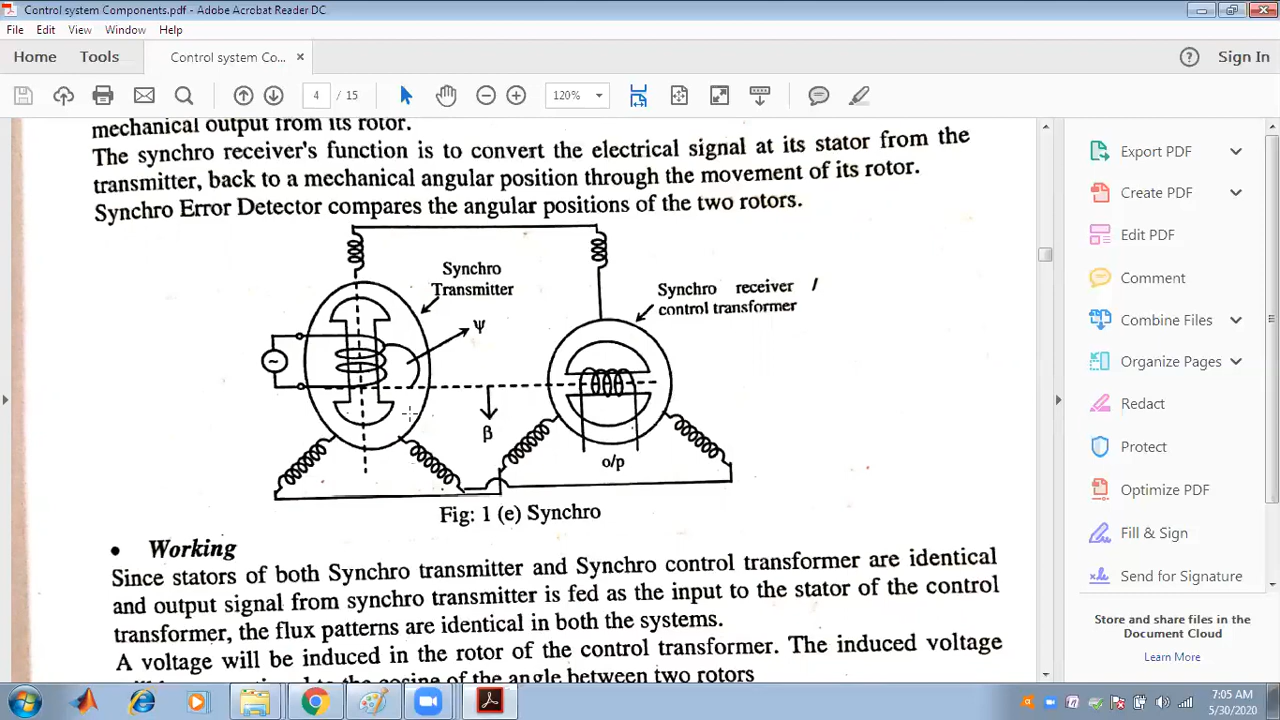 Control system Components.pdf - Adobe Acrobat Reader DC
File Edit View Window Help
Home Tools Control system Co... × Sign In
4 / 15 120%
mechanical output from its rotor.
The synchro receiver's function is to convert the electrical signal at its stator from the
transmitter, back to a mechanical angular position through the movement of its rotor.
Synchro Error Detector compares the angular positions of the two rotors.
Synchro
Transmitter
Synchro receiver /
control transformer
Ψ
~
β
o/p
Fig: 1 (e) Synchro
• Working
Since stators of both Synchro transmitter and Synchro control transformer are identical
and output signal from synchro transmitter is fed as the input to the stator of the control
transformer, the flux patterns are identical in both the systems.
A voltage will be induced in the rotor of the control transformer. The induced voltage
cosine of the angle between two rotors
Export PDF
Create PDF
Edit PDF
Comment
Combine Files
Organize Pages
Redact
Protect
Optimize PDF
Fill & Sign
Send for Signature
Store and share files in the
Document Cloud
Learn More
7:05 AM
5/30/2020